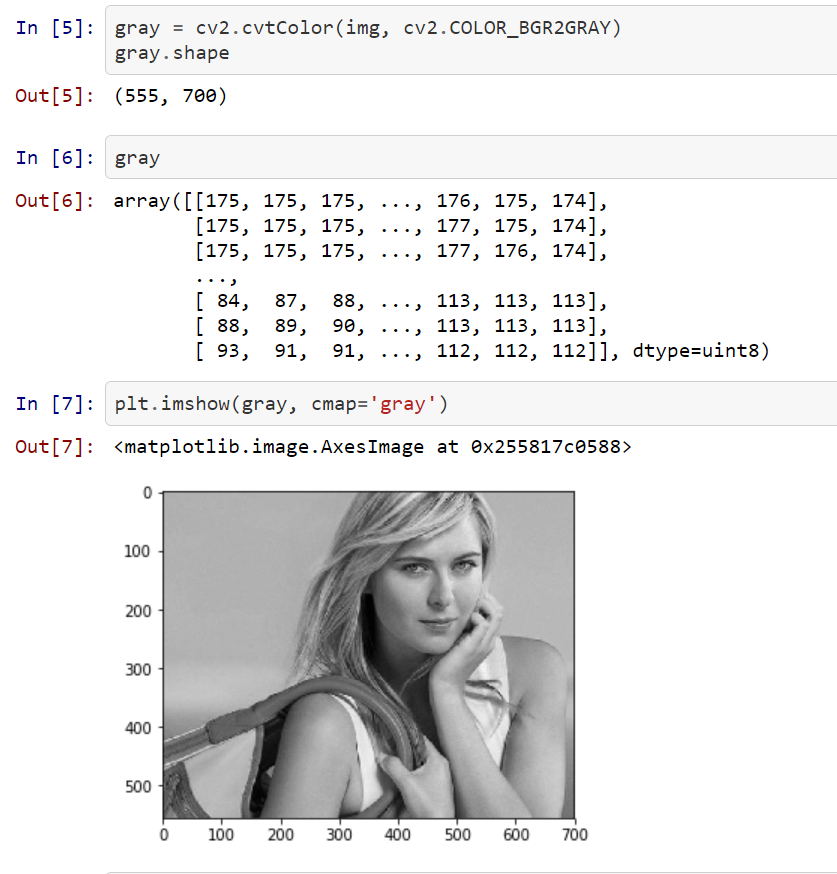 In [5]: gray = cv2.cvtColor(img, cv2.COLOR_BGR2GRAY)
gray.shape
Out[5]: (555, 700)
In [6]: gray
Out[6]: array([[175, 175, 175, ..., 176, 175, 174],
[175, 175, 175, ..., 177, 175, 174],
[175, 175, 175, ..., 177, 176, 174],
...,
[ 84,  87,  88, ..., 113, 113, 113],
[ 88,  89,  90, ..., 113, 113, 113],
[ 93,  91,  91, ..., 112, 112, 112]], dtype=uint8)
In [7]: plt.imshow(gray, cmap='gray')
Out[7]: <matplotlib.image.AxesImage at 0x255817c0588>
0
100
200
300
400
500
0 100 200 300 400 500 600 700